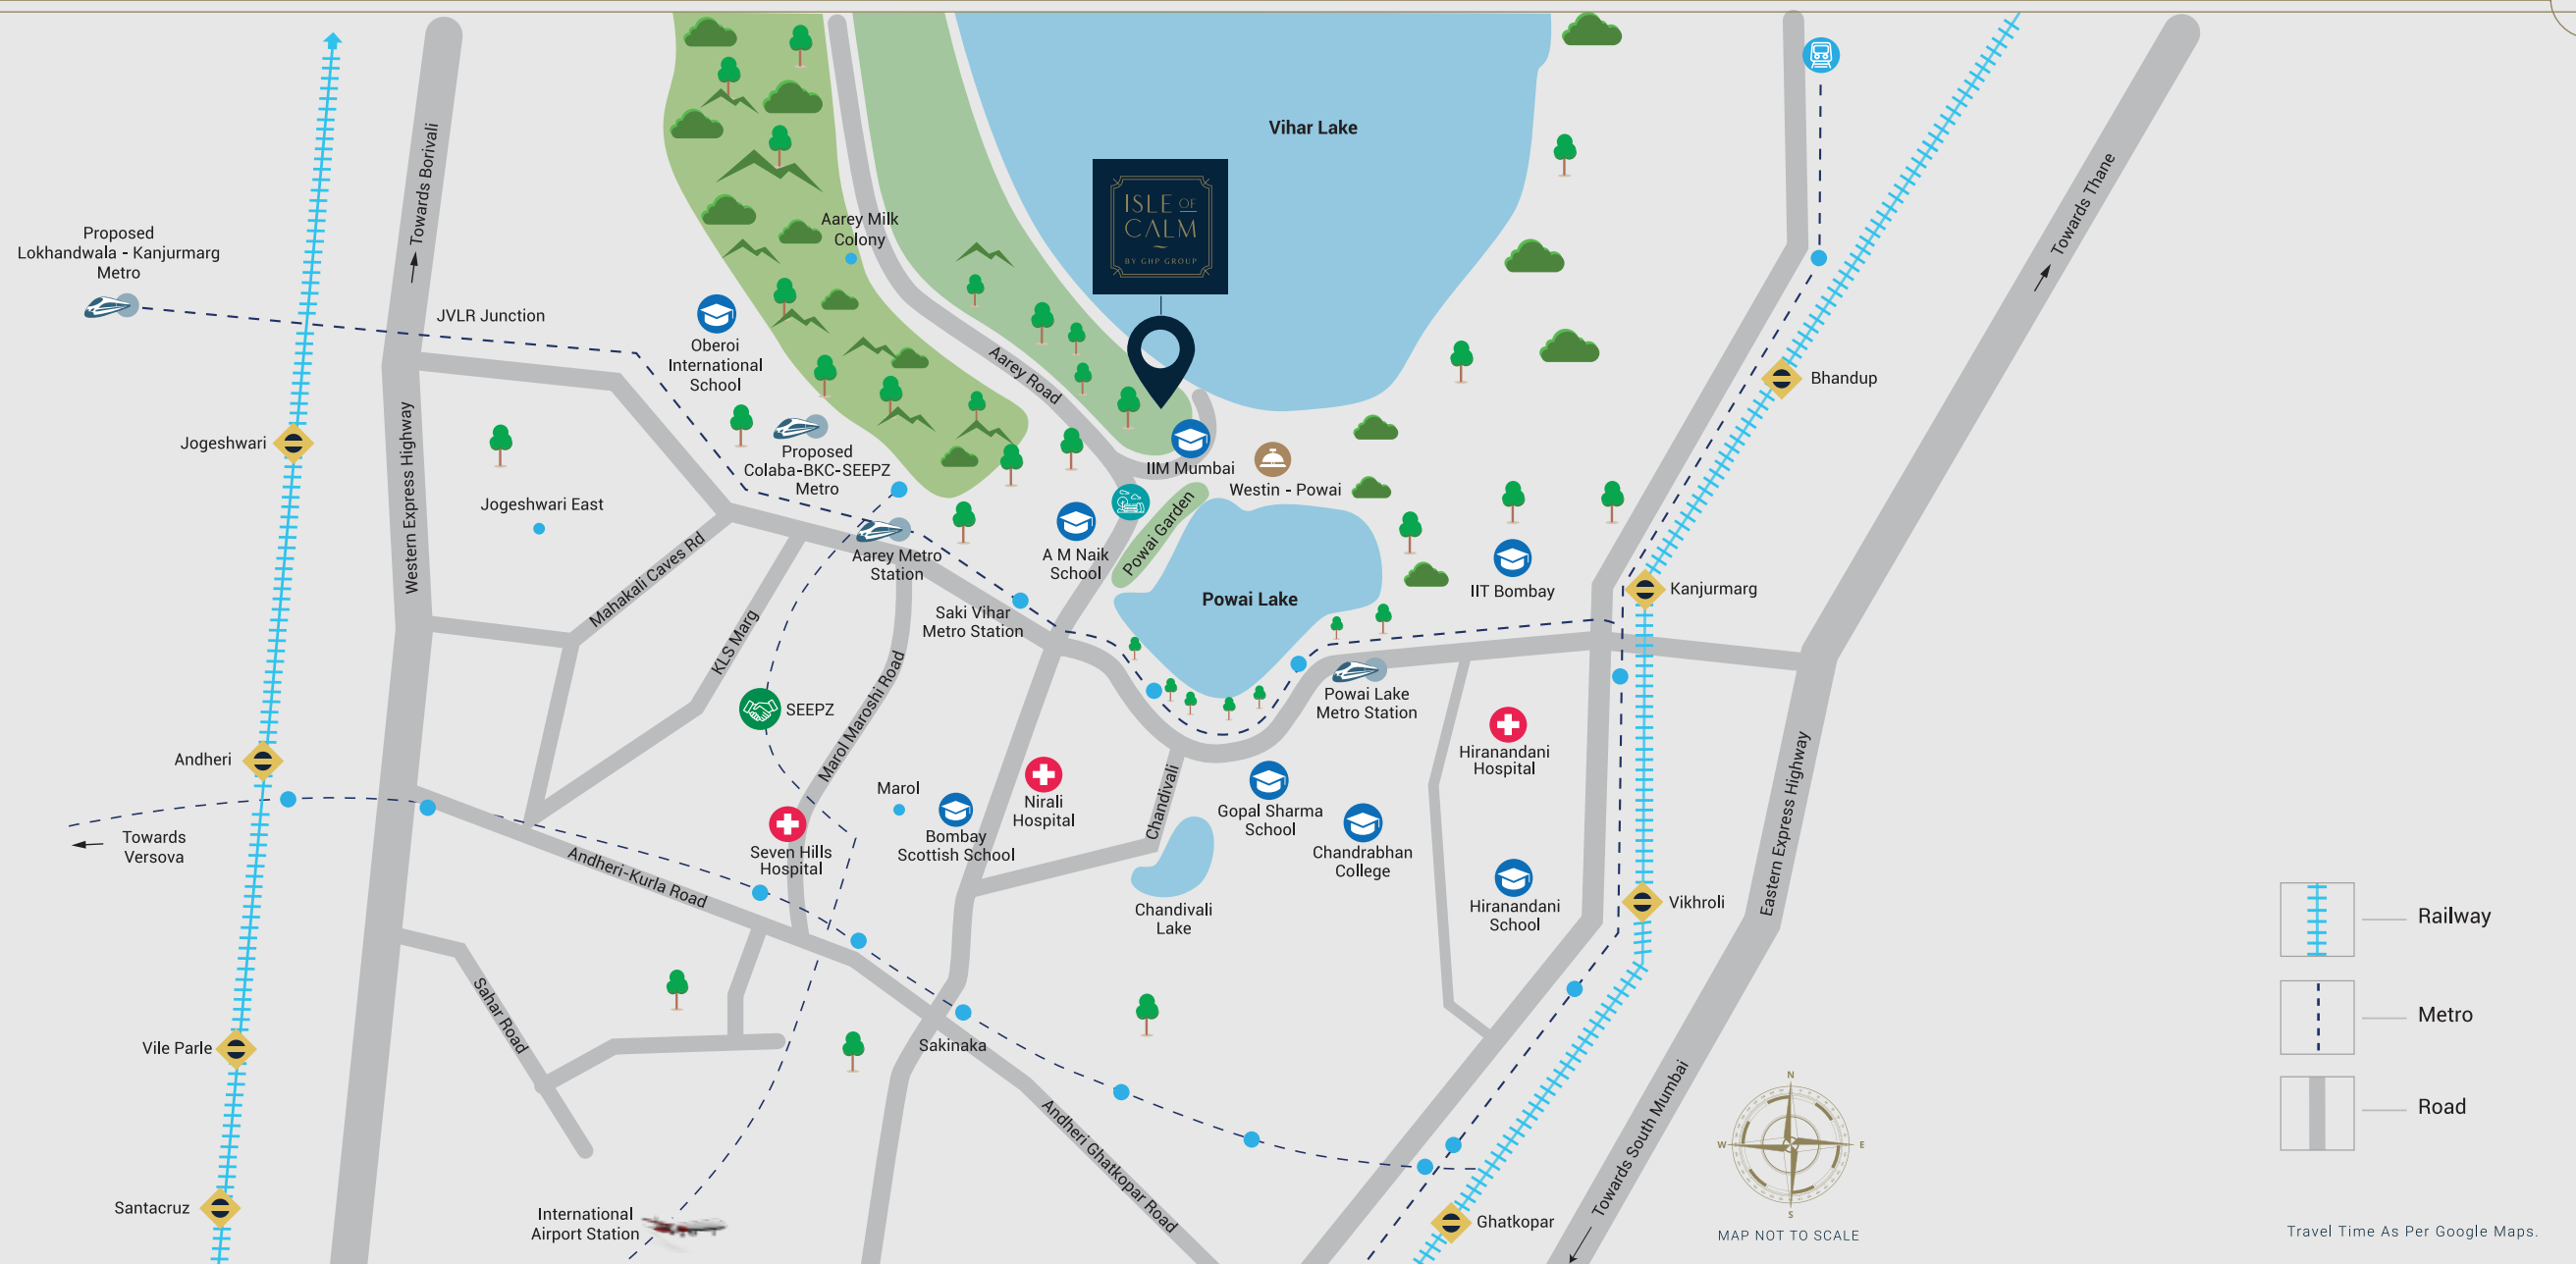 Vihar Lake
ISLE OF
CALM
BY GHP GROUP
Towards Borivali
Towards Thane
Aarey Milk
Colony
Proposed
Lokhandwala - Kanjurmarg
Metro
JVLR Junction
Oberoi
International
School
Aarey Road
Bhandup
Jogeshwari
Western Express Highway
Proposed
Colaba-BKC-SEEPZ
Metro
IIM Mumbai
Westin - Powai
Jogeshwari East
Powai Garden
Mahakali Caves Rd
Aarey Metro
Station
A M Naik
School
IIT Bombay
Kanjurmarg
Powai Lake
Saki Vihar
Metro Station
KLS Marg
Marol Maroshi Road
SEEPZ
Powai Lake
Metro Station
Hiranandani
Hospital
Andheri
Marol
Nirali
Hospital
Chandivali
Gopal Sharma
School
Eastern Express Highway
Towards
Versova
Bombay
Scottish School
Seven Hills
Hospital
Chandrabhan
College
Andheri-Kurla Road
Chandivali
Lake
Hiranandani
School
Vikhroli
Railway
Sahar Road
Metro
Vile Parle
Sakinaka
Towards South Mumbai
N
W
E
S
Road
Andheri Ghatkopar Road
Santacruz
International
Airport Station
Ghatkopar
MAP NOT TO SCALE
Travel Time As Per Google Maps.